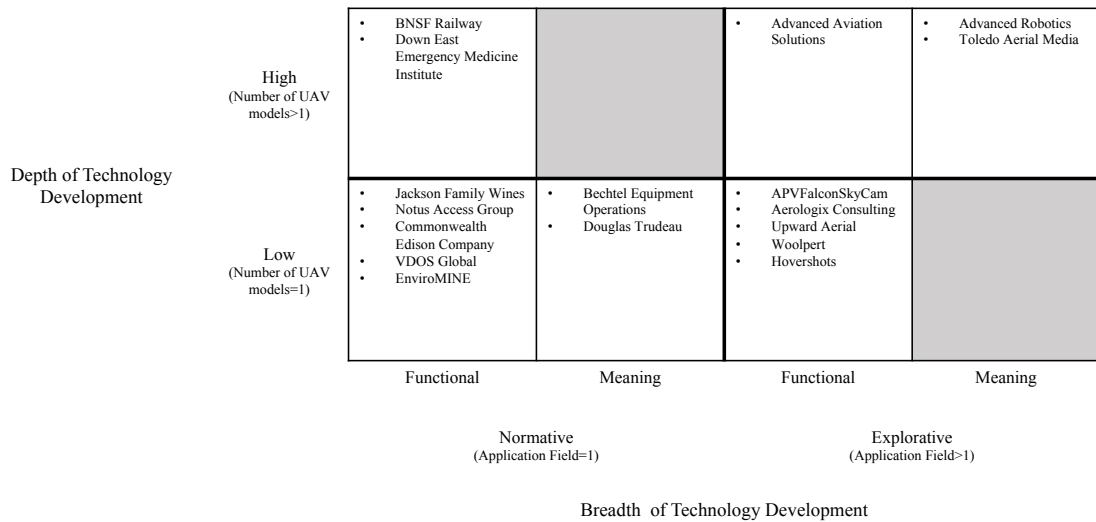 • BNSF Railway
• Down East
Emergency Medicine
Institute
• Advanced Aviation
Solutions
• Advanced Robotics
• Toledo Aerial Media
High
(Number of UAV
models>1)
Depth of Technology
Development
• Jackson Family Wines
• Notus Access Group
• Commonwealth
Edison Company
• VDOS Global
• EnviroMINE
• Bechtel Equipment
Operations
• Douglas Trudeau
• APVFalconSkyCam
• Aerologix Consulting
• Upward Aerial
• Woolpert
• Hovershots
Low
(Number of UAV
models=1)
Functional
Meaning
Functional
Meaning
Normative
(Application Field=1)
Explorative
(Application Field>1)
Breadth  of Technology Development